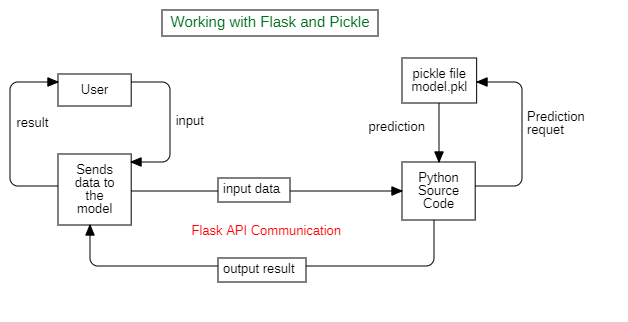 Working with Flask and Pickle
User
result
input
Sends
data to
the
model
input data
Flask API Communication
output result
pickle file
model.pkl
prediction
Prediction
requet
Python
Source
Code